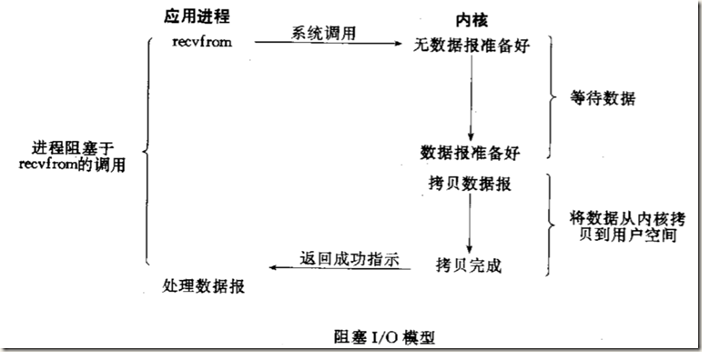 应用进程
内核
recvfrom
系统调用
无数据报准备好
等待数据
进程阻塞于
recvfrom的调用
数据报准备好
拷贝数据报
将数据从内核拷
贝到用户空间
返回成功指示
拷贝完成
处理数据报
阻塞 I/O 模型